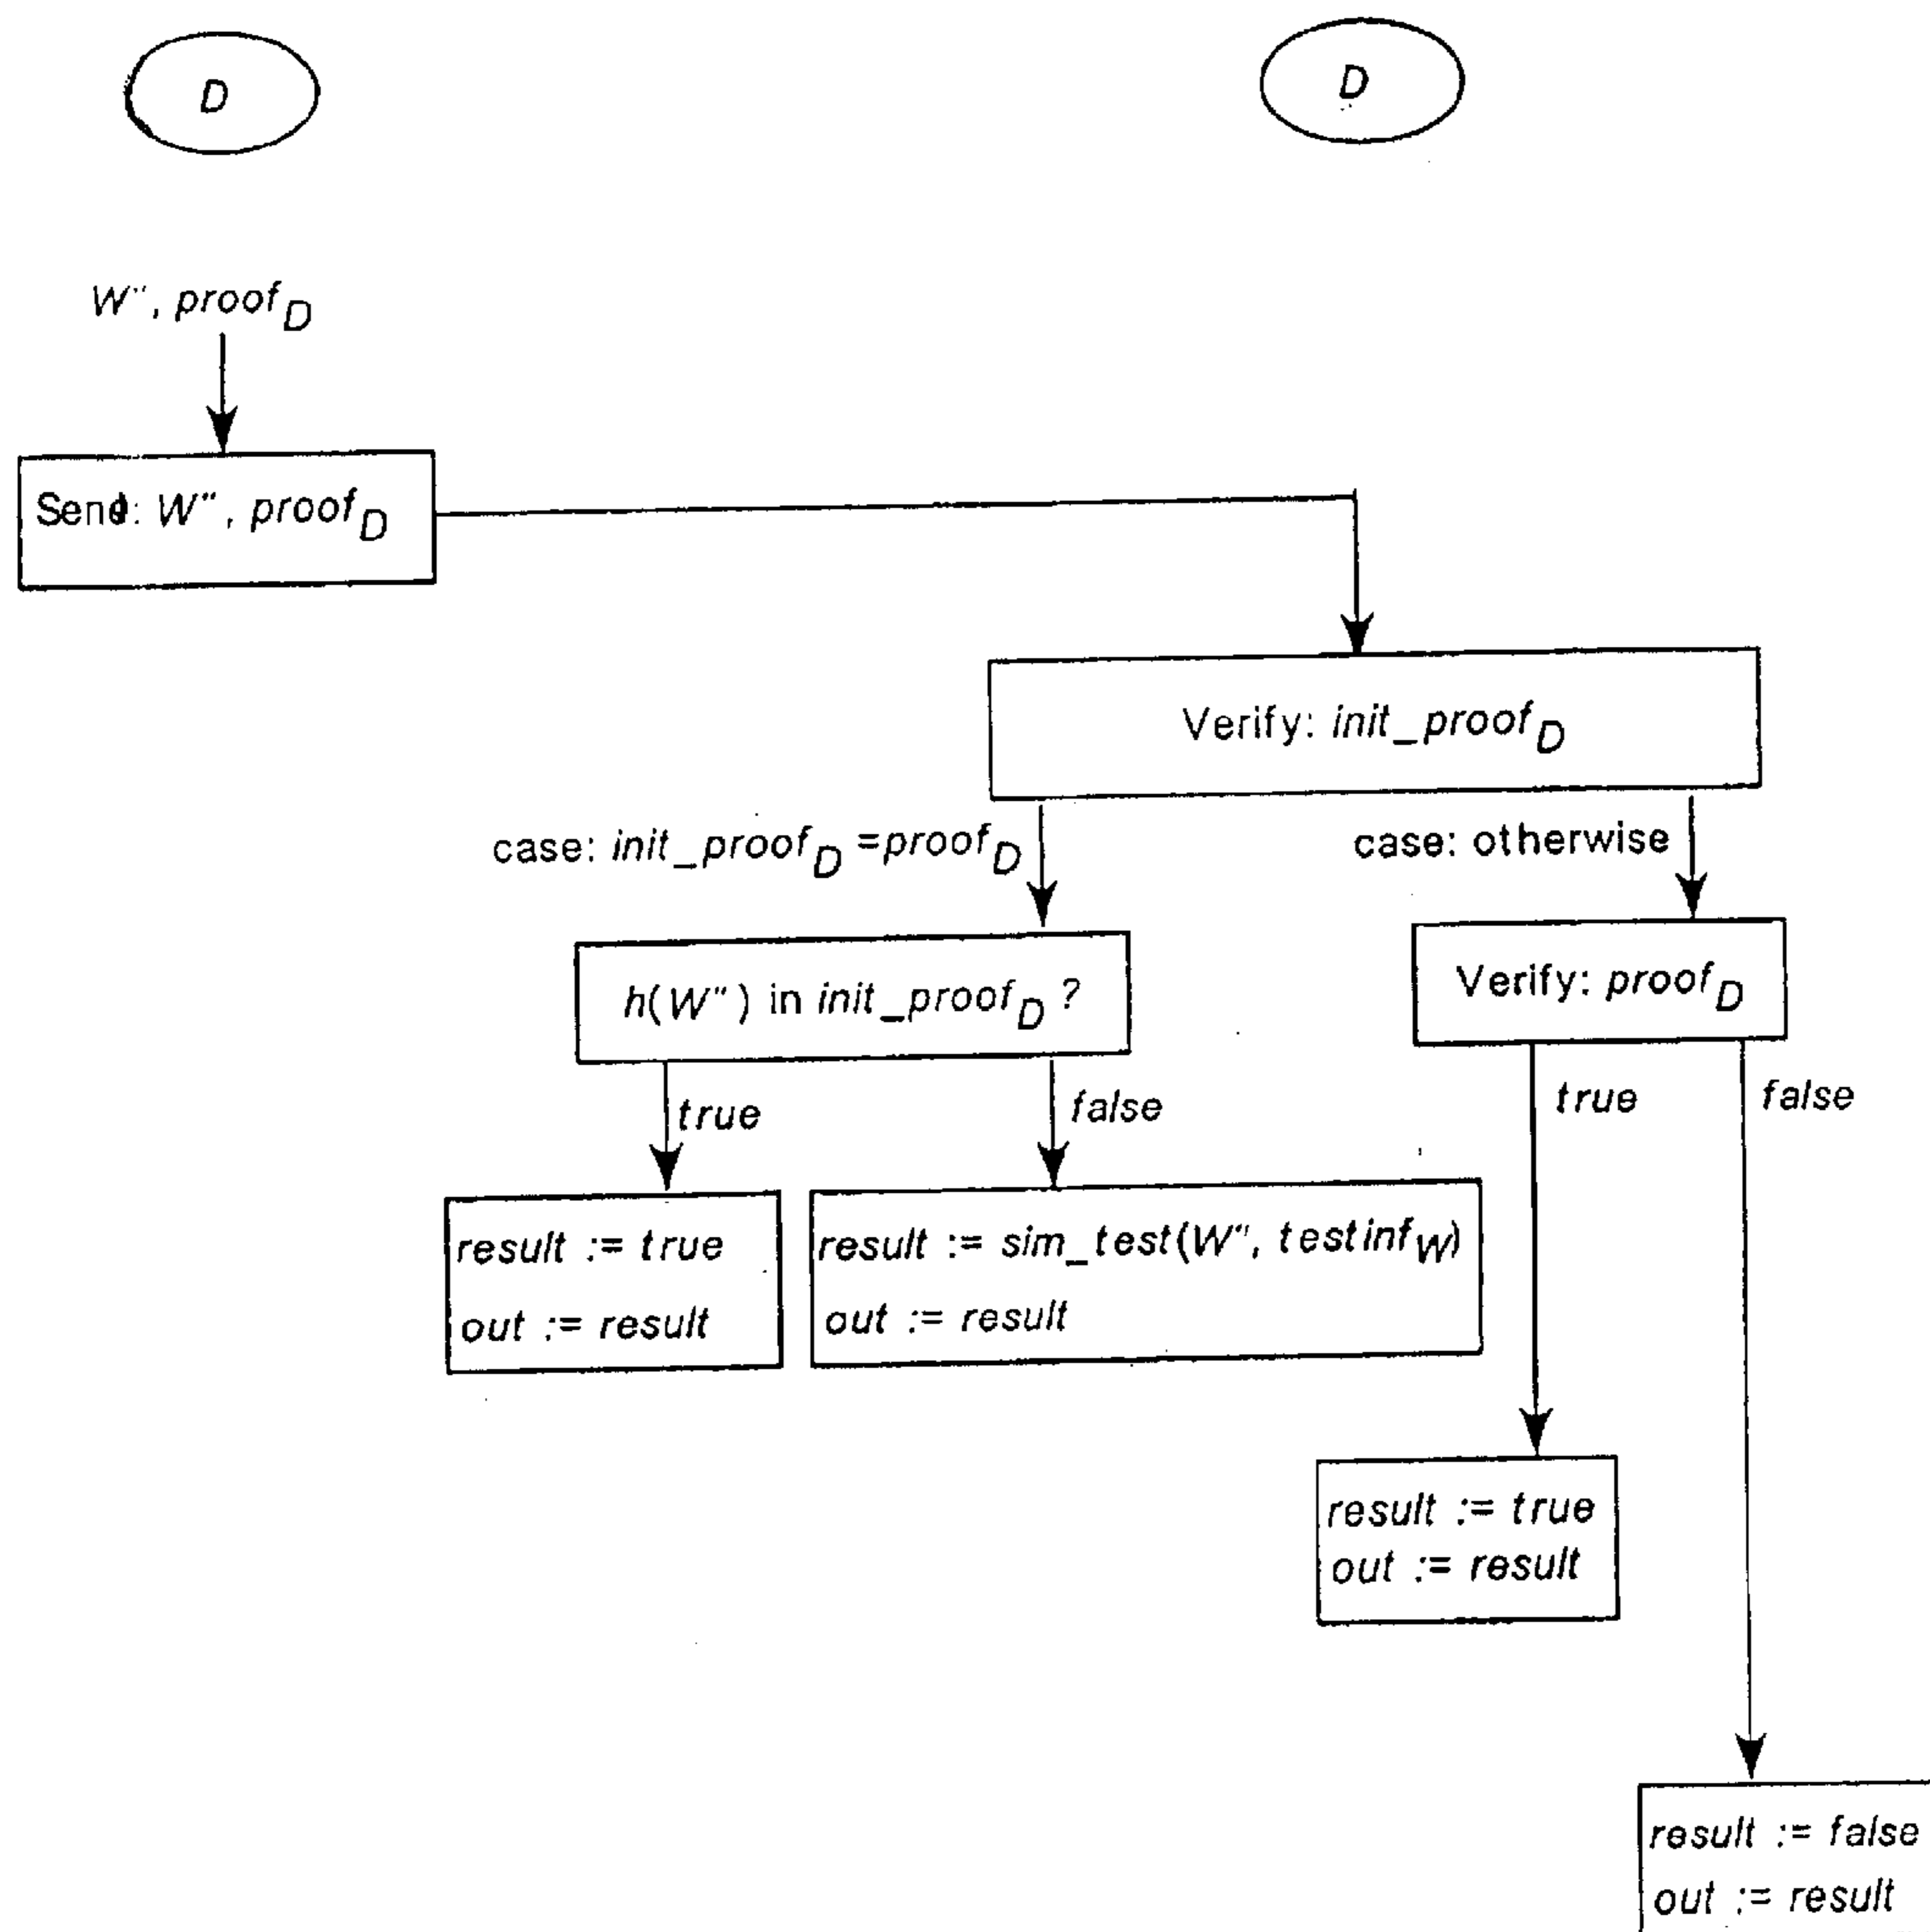 D
D
W", proof_D
Send: W", proof_D
Verify: init_proof_D
case: init_proof_D =proof_D
case: otherwise
h(W") in init_proof_D ?
Verify: proof_D
true
false
true
false
result := true
out := result
result := sim_test(W", testinf_W)
out := result
result := true
out := result
result := false
out := result